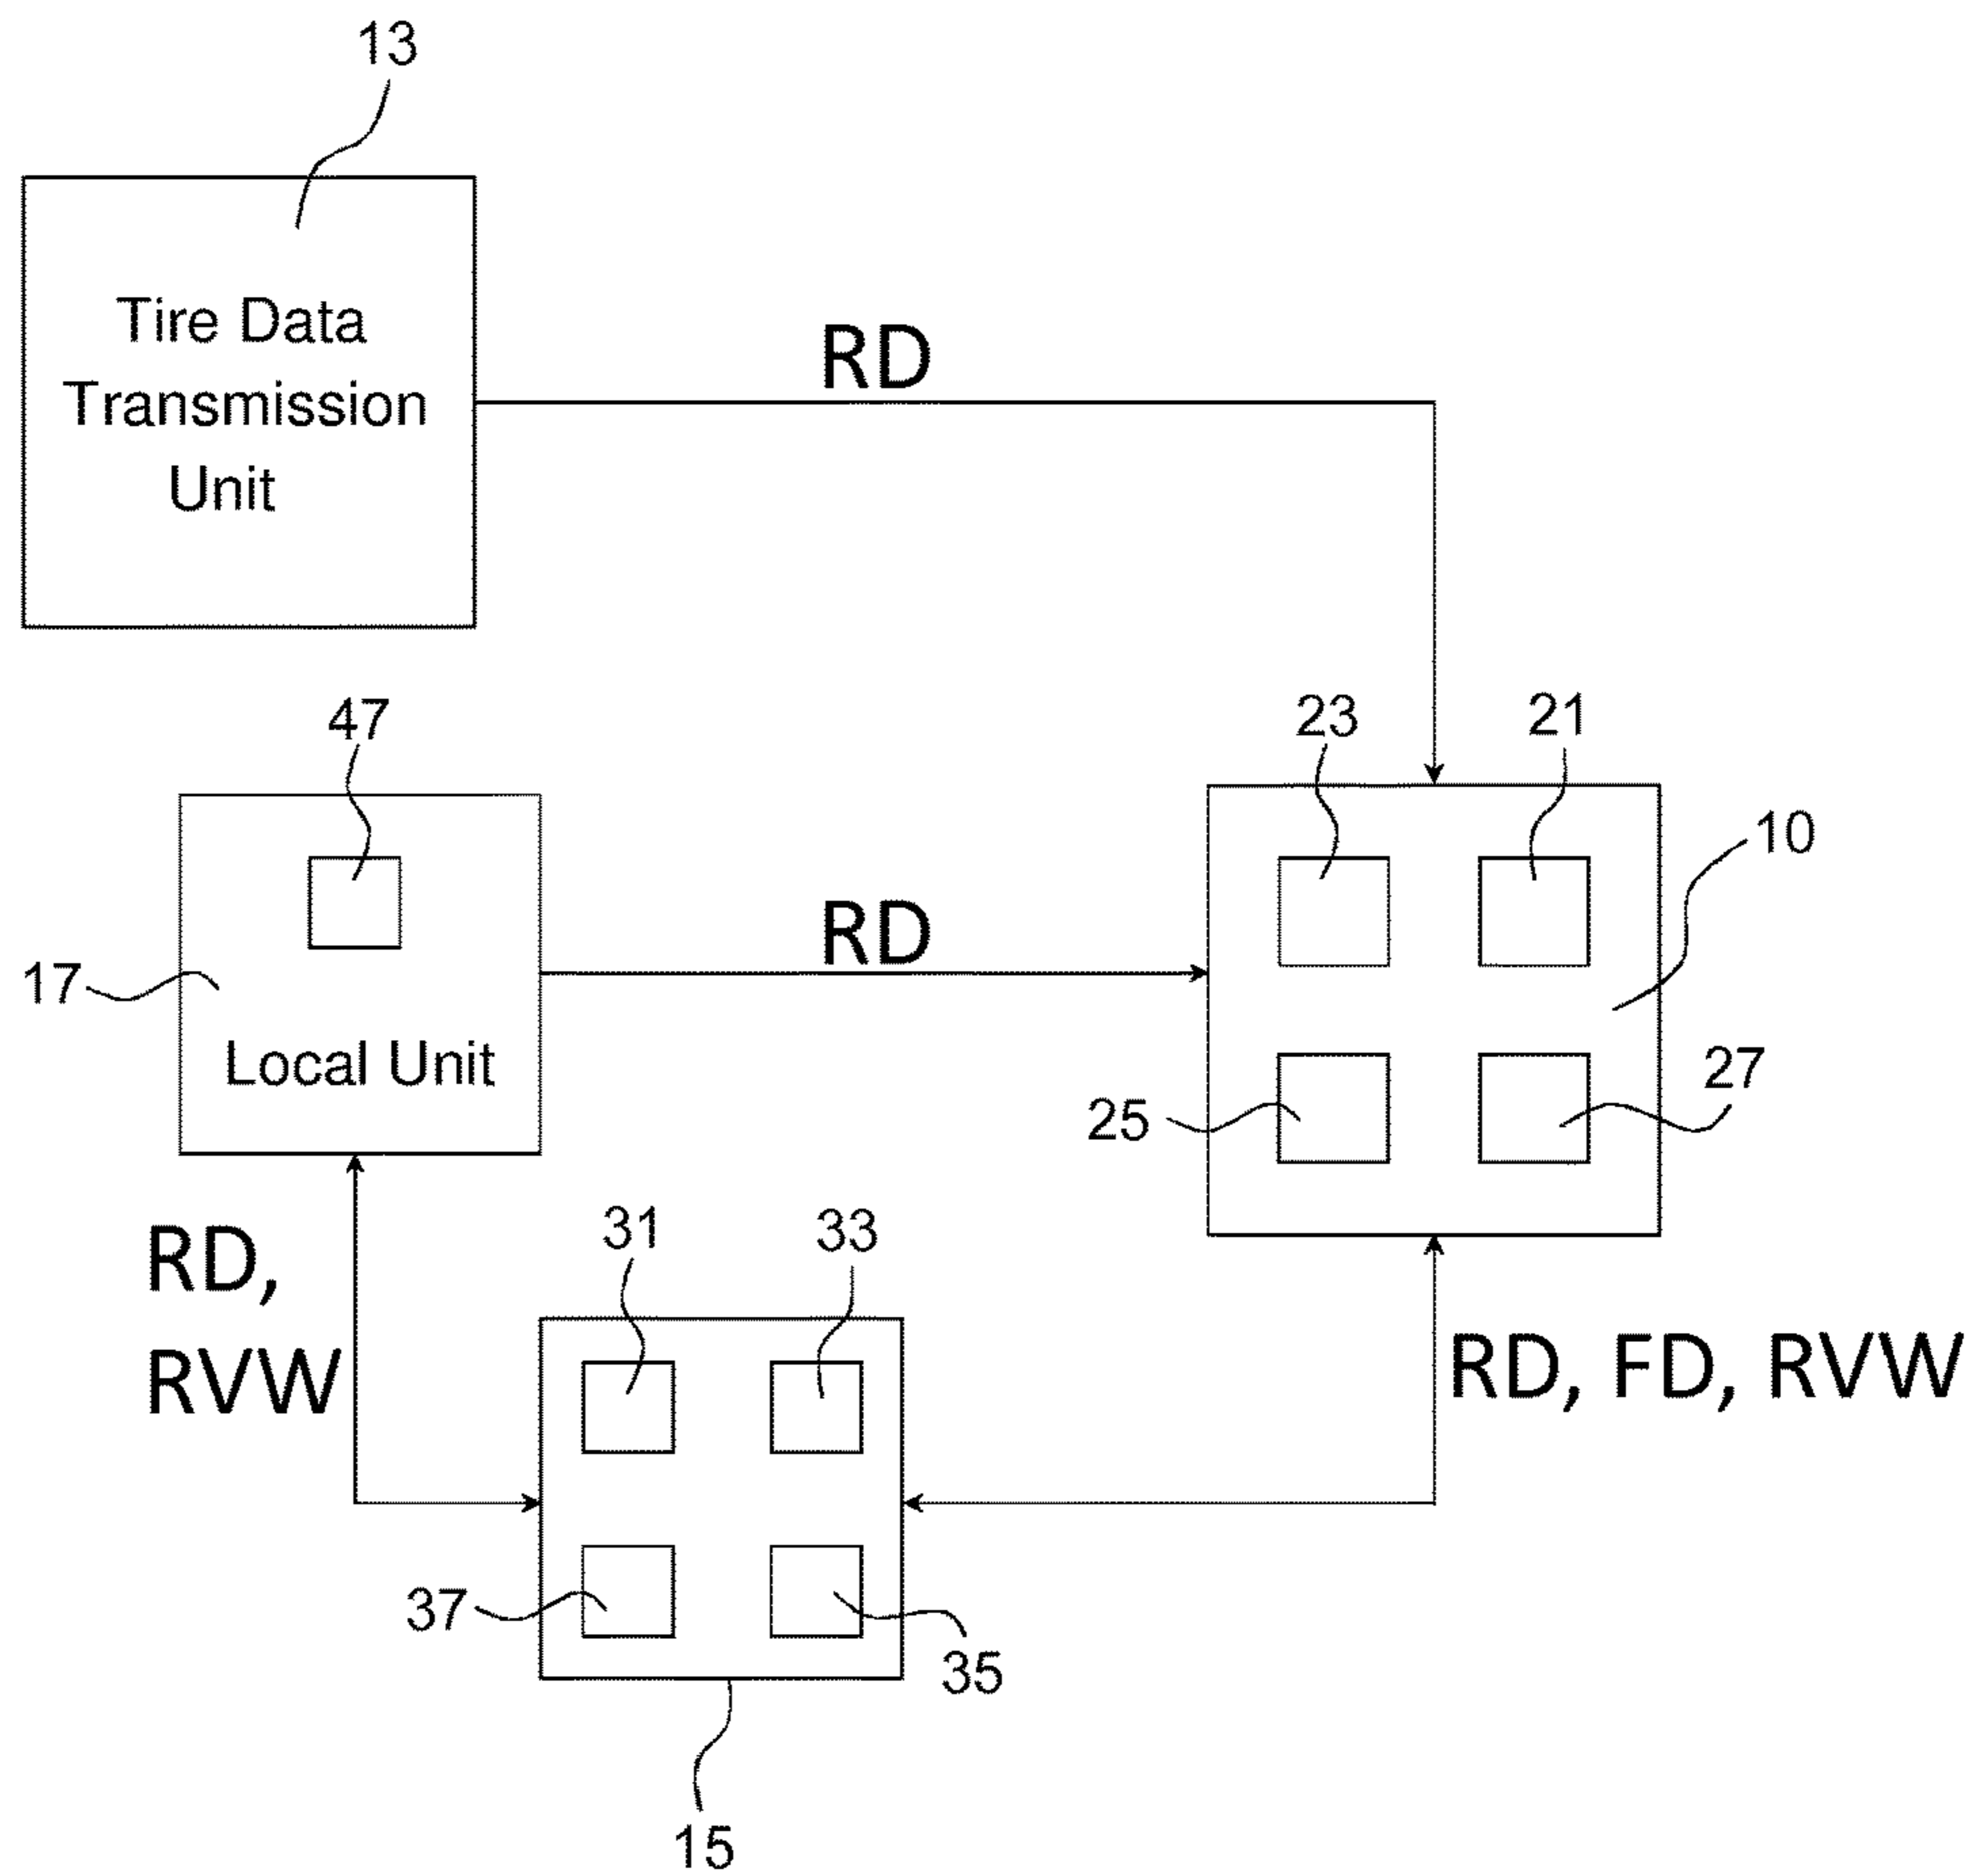 13
Tire Data
Transmission
Unit
RD
47
23
21
10
17
RD
Local Unit
25
27
RD,
RVW
31
33
RD, FD, RVW
37
35
15